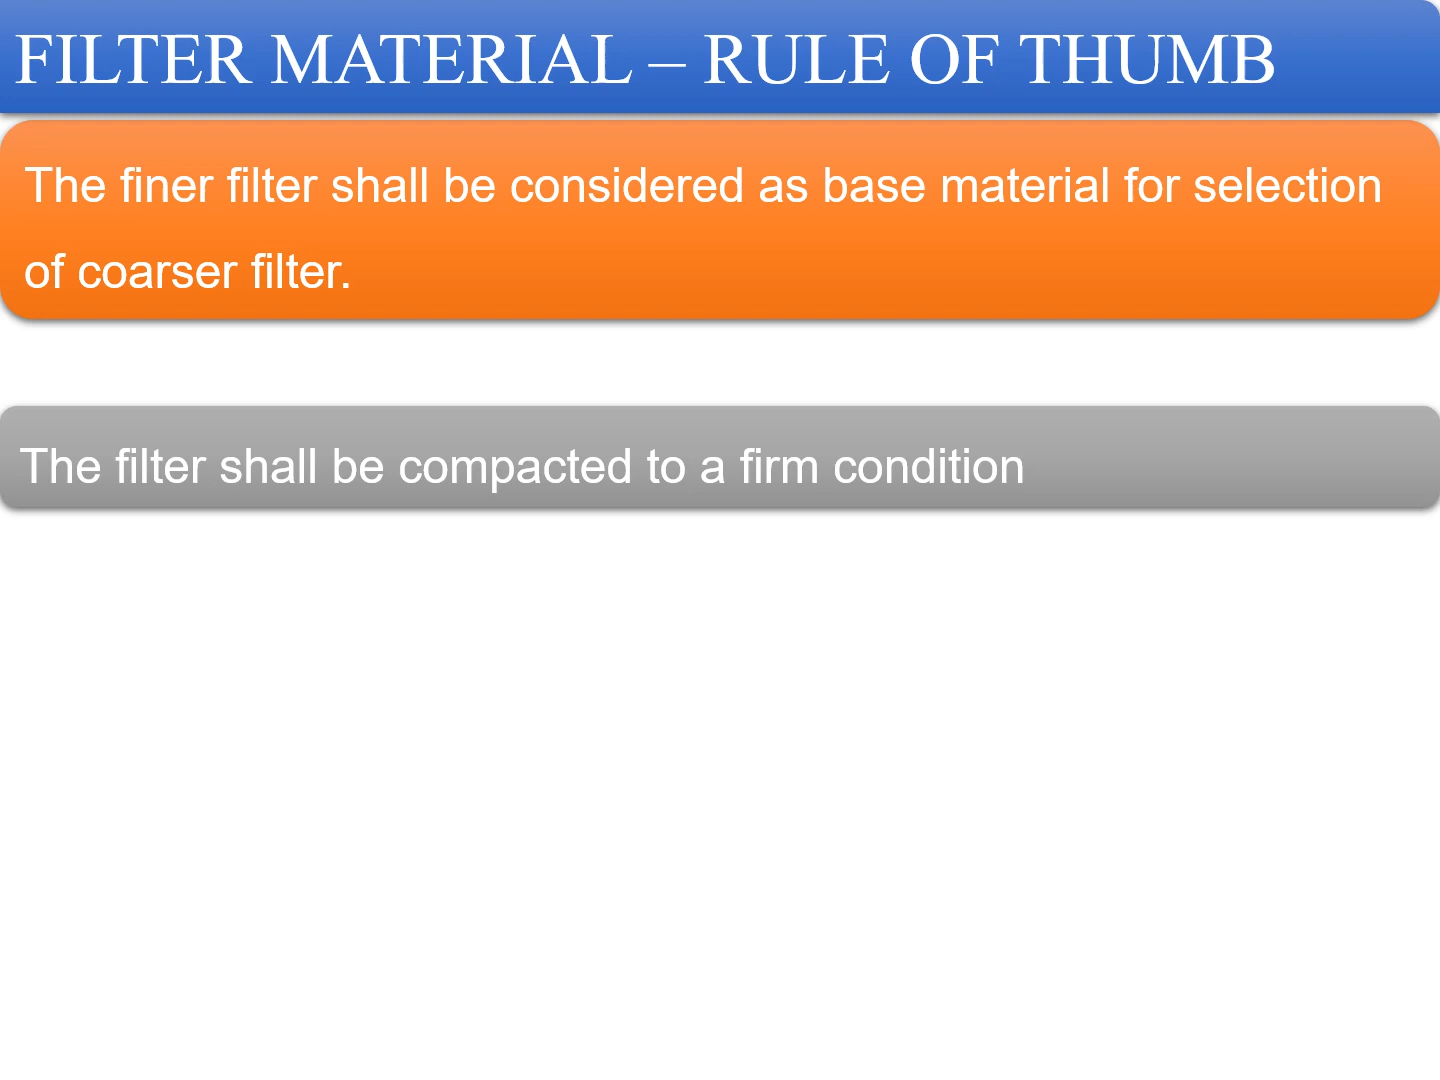 FILTER MATERIAL – RULE OF THUMB
The finer filter shall be considered as base material for selection
of coarser filter.
The filter shall be compacted to a firm condition